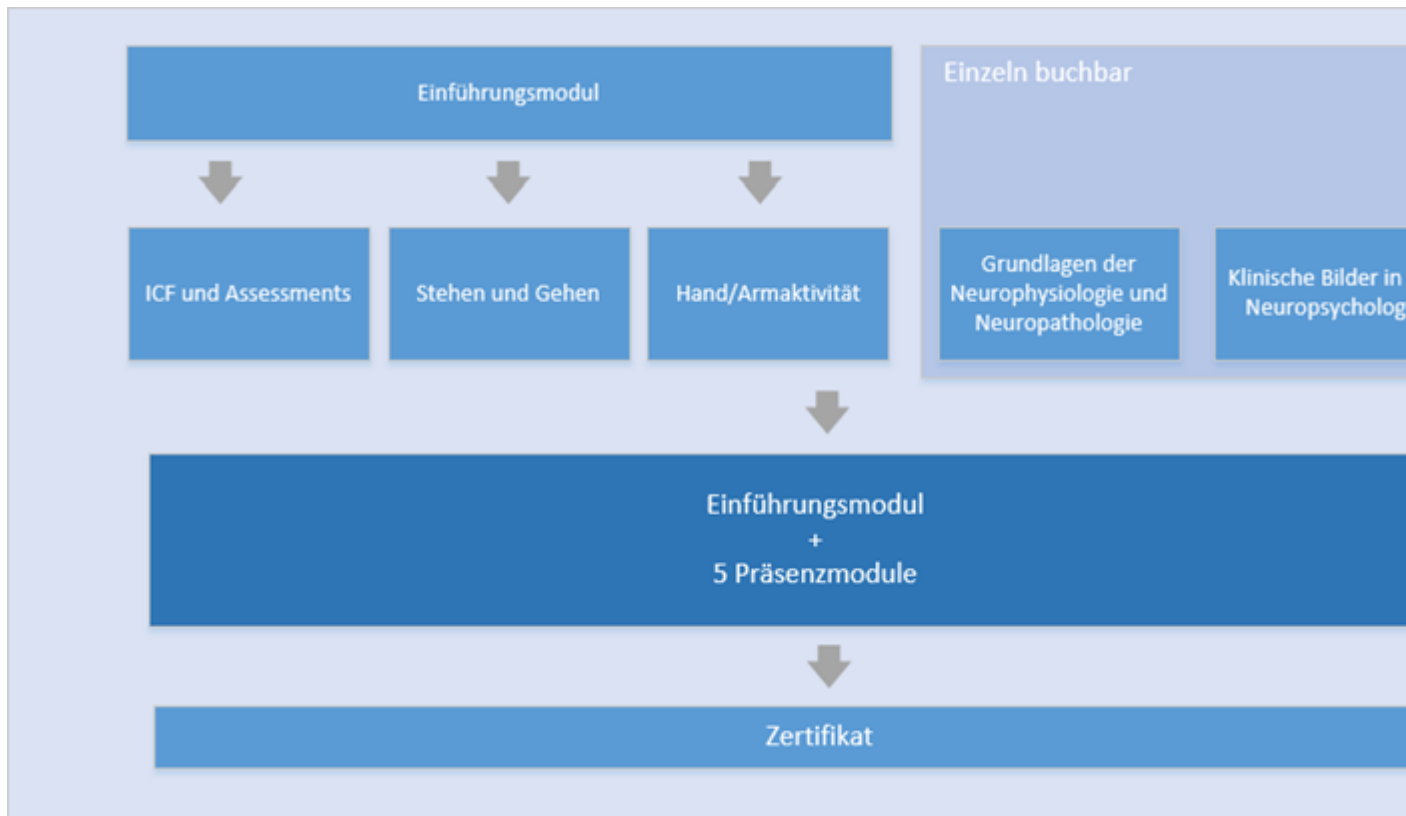 Einführungsmodul
Einzeln buchbar
ICF und Assessments
Stehen und Gehen
Hand/Armaktivität
Grundlagen der
Neurophysiologie und
Neuropathologie
Klinische Bilder in
Neuropsycholog
Einführungsmodul
+
5 Präsenzmodule
Zertifikat